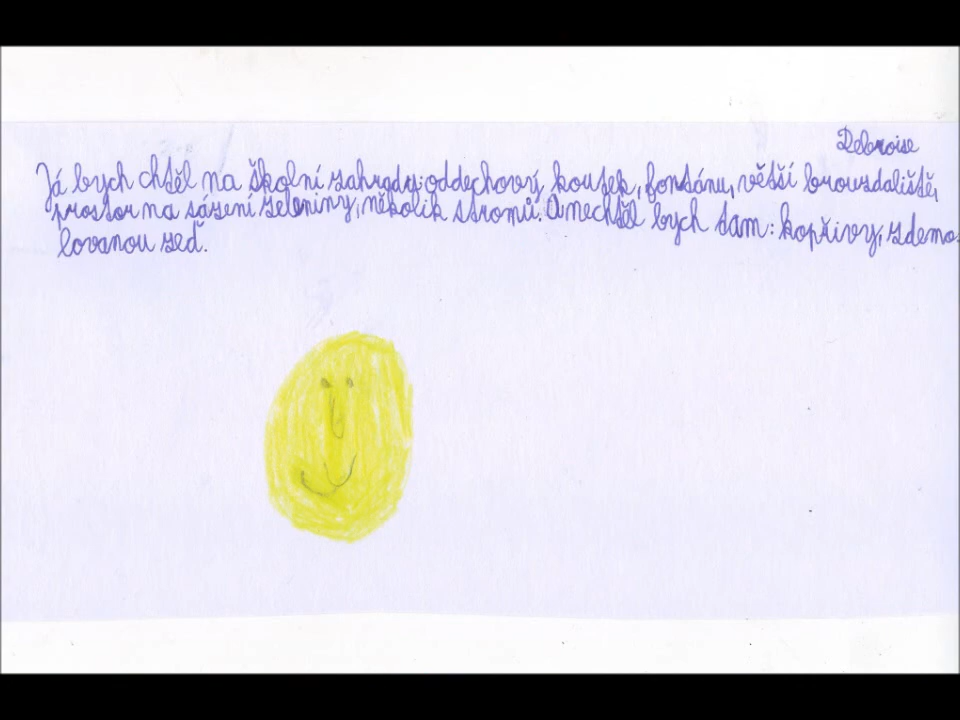 Debroise
Já bych chtěl na školní zahrady: oddechový koutek, fontánu, větší brouzdaliště,
prostor na sázení zeleniny, několik stromů. A nechtěl bych tam: kopřivy, zdemo-
lovanou zeď.